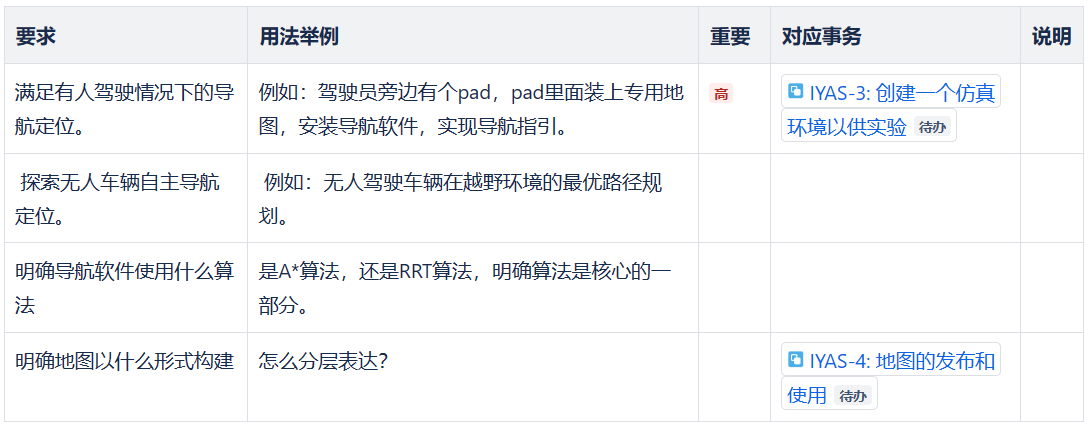 要求 用法举例 重要 对应事务 说明
满足有人驾驶情况下的导
航定位。
例如：驾驶员旁边有个pad，pad里面装上专用地
图，安装导航软件，实现导航指引。
高
IYAS-3: 创建一个仿真
环境以供实验 待办
探索无人车辆自主导航
定位。
例如：无人驾驶车辆在越野环境的最优路径规
划。
明确导航软件使用什么算
法
是A*算法，还是RRT算法，明确算法是核心的一
部分。
明确地图以什么形式构建
怎么分层表达？
IYAS-4: 地图的发布和
使用 待办